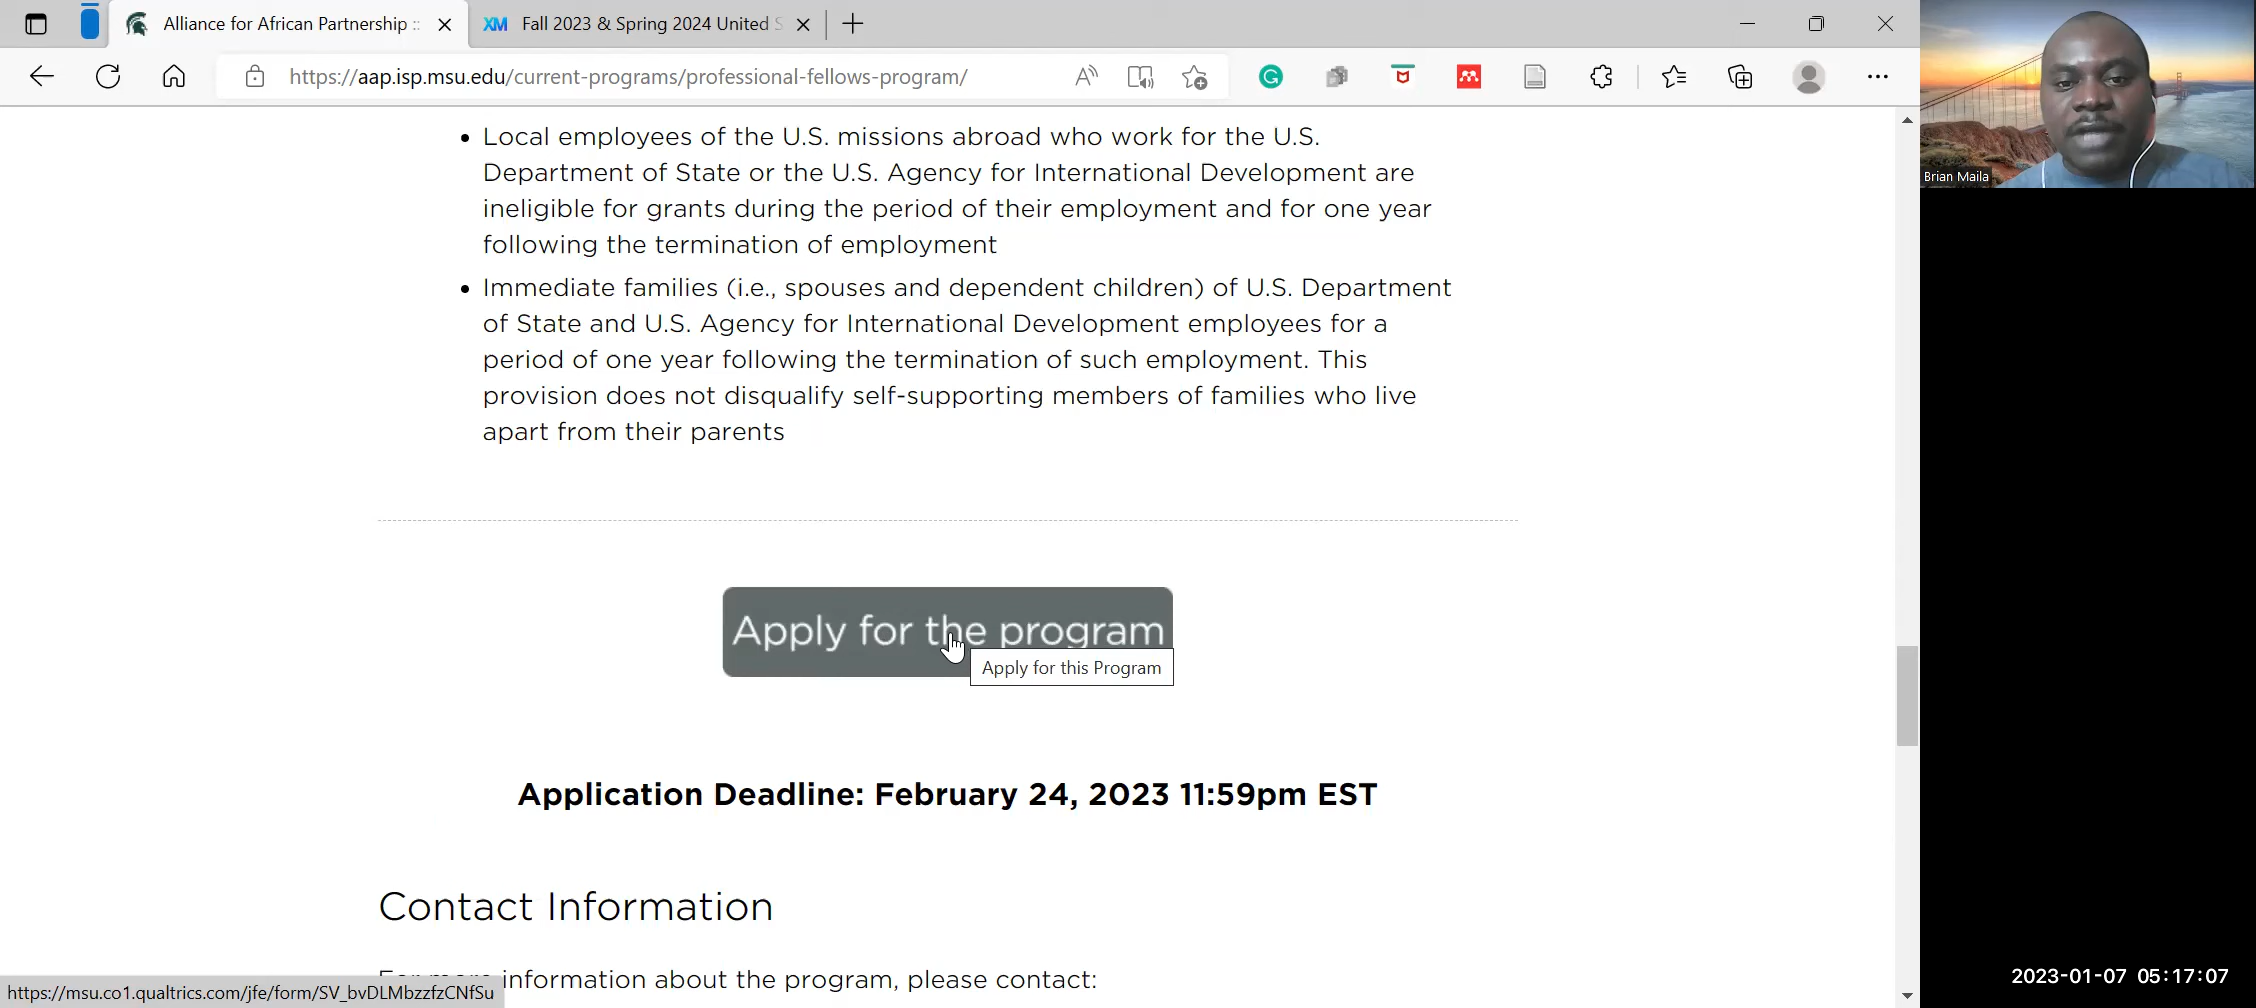 Alliance for African Partnership ::
Fall 2023 & Spring 2024 United S
https://aap.isp.msu.edu/current-programs/professional-fellows-program/
Brian Maila
• Local employees of the U.S. missions abroad who work for the U.S.
Department of State or the U.S. Agency for International Development are
ineligible for grants during the period of their employment and for one year
following the termination of employment
• Immediate families (i.e., spouses and dependent children) of U.S. Department
of State and U.S. Agency for International Development employees for a
period of one year following the termination of such employment. This
provision does not disqualify self-supporting members of families who live
apart from their parents
Apply for the program
Apply for this Program
Application Deadline: February 24, 2023 11:59pm EST
Contact Information
For more information about the program, please contact:
https://msu.co1.qualtrics.com/jfe/form/SV_bvDLMbzzfzCNfSu
2023-01-07 05:17:07